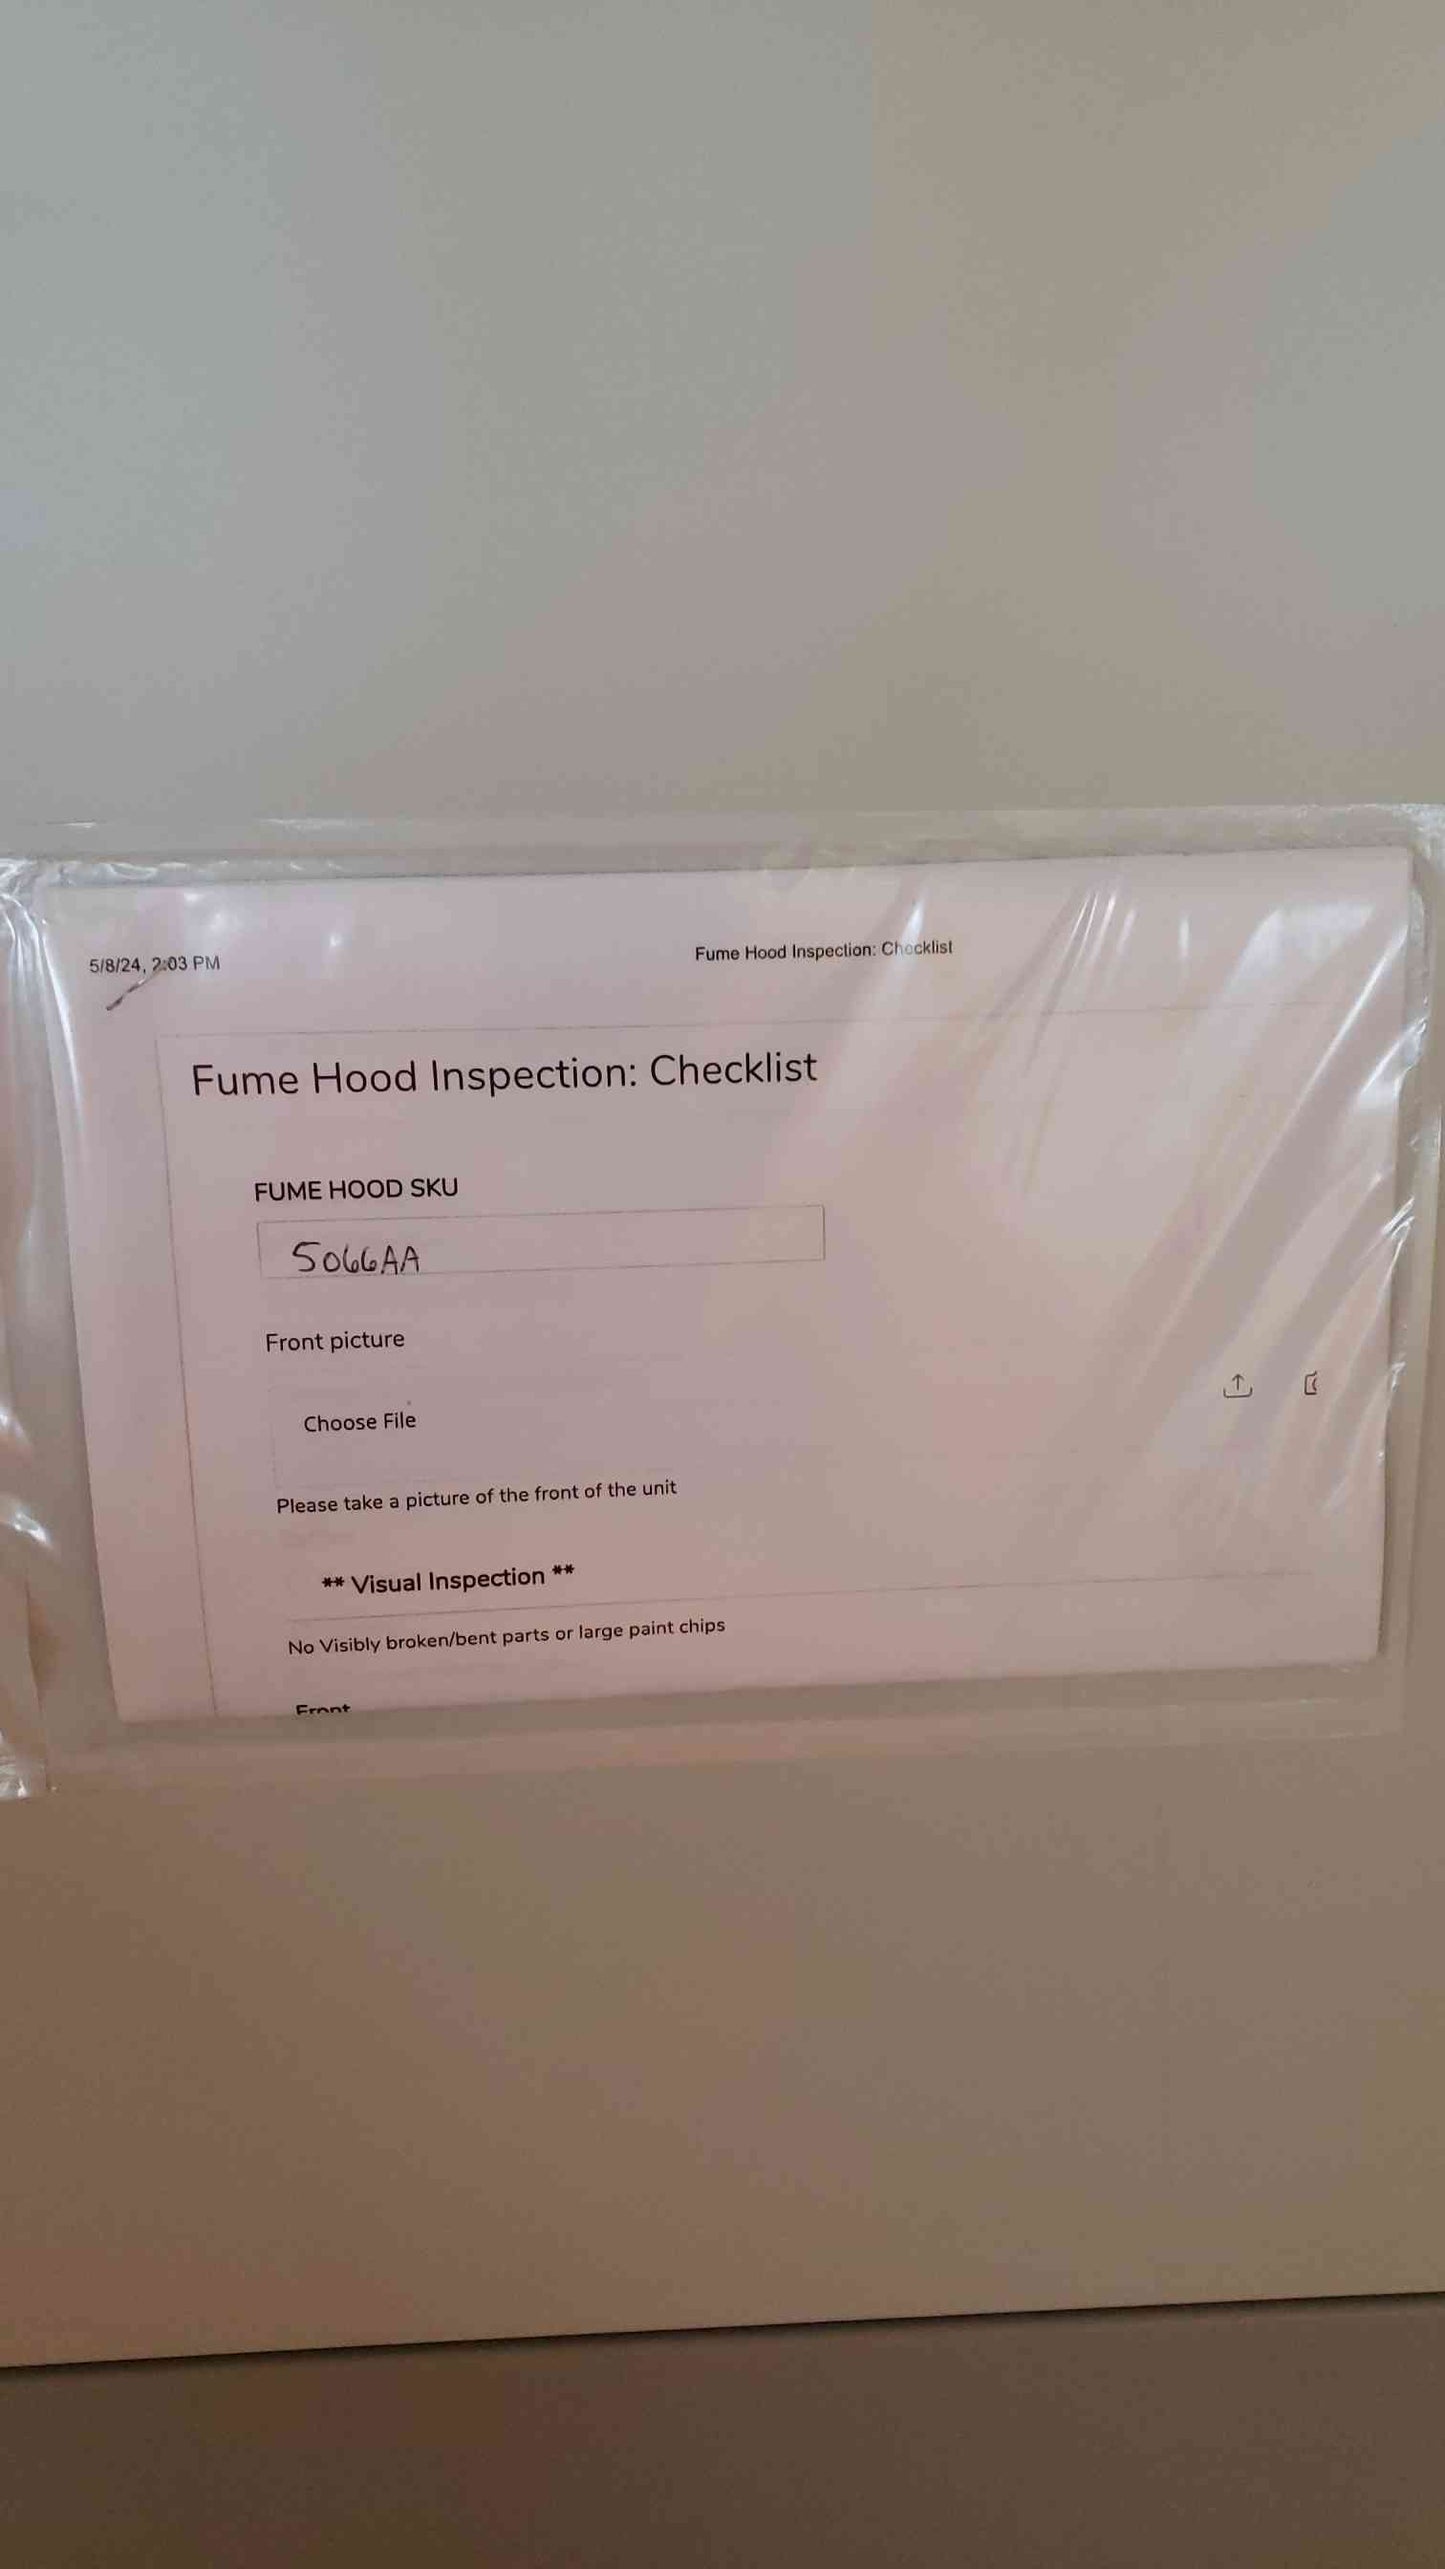 5/8/24, 2:03 PM
Fume Hood Inspection: Checklist
Fume Hood Inspection: Checklist
FUME HOOD SKU
5066AA
Front picture
Choose File
Please take a picture of the front of the unit
** Visual Inspection **
No Visibly broken/bent parts or large paint chips
Front